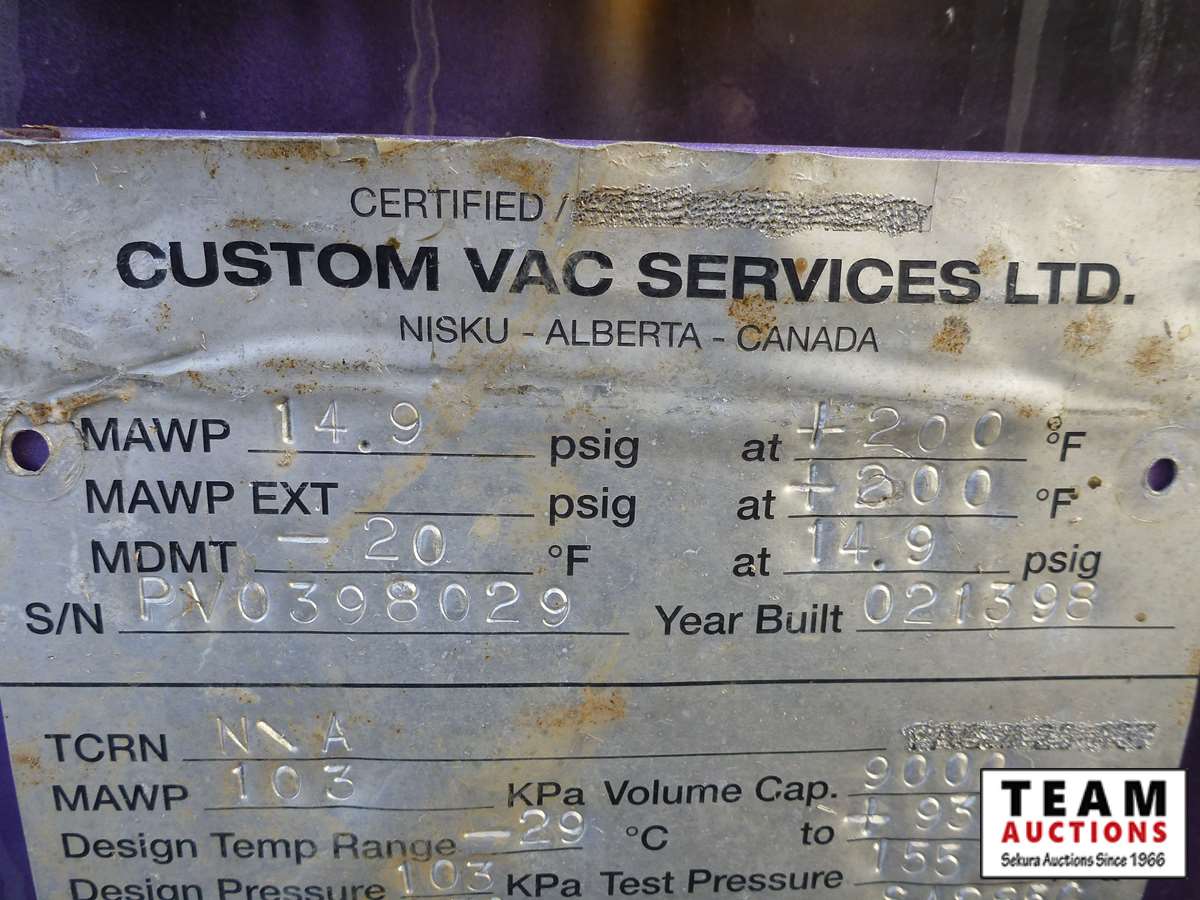 CERTIFIED /
CUSTOM VAC SERVICES LTD.
NISKU - ALBERTA - CANADA
MAWP 14.9 psig at +200 °F
MAWP EXT psig at +200 °F
MDMT -20 °F at 14.9 psig
S/N PV0398029 Year Built 021398
TCRN N\A
MAWP 103 KPa Volume Cap.
Design Temp Range -29 °C to +93
Design Pressure 103 KPa Test Pressure 155
TEAM
AUCTIONS
Sekura Auctions Since 1966